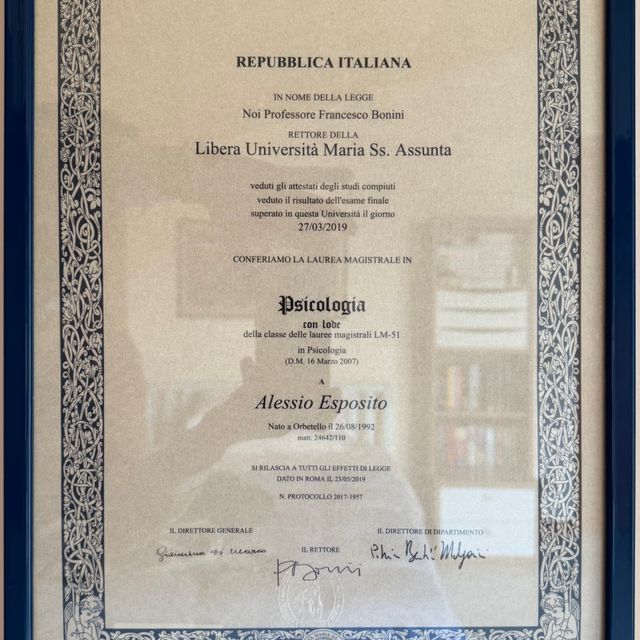 REPUBBLICA ITALIANA
IN NOME DELLA LEGGE
Noi Professore Francesco Bonini
RETTORE DELLA
Libera Università Maria Ss. Assunta
veduti gli attestati degli studi compiuti
veduto il risultato dell'esame finale
superato in questa Università il giorno
27/03/2019
CONFERIAMO LA LAUREA MAGISTRALE IN
Psicologia
con lode
della classe delle lauree magistrali LM-51
in Psicologia
(D.M. 16 Marzo 2007)
A
Alessio Esposito
Nato a Orbetello il 26/08/1992
matr. 24642/110
SI RILASCIA A TUTTI GLI EFFETTI DI LEGGE
DATO IN ROMA IL 23/05/2019
N. PROTOCOLLO 2017-1957
IL DIRETTORE GENERALE
IL RETTORE
IL DIRETTORE DI DIPARTIMENTO